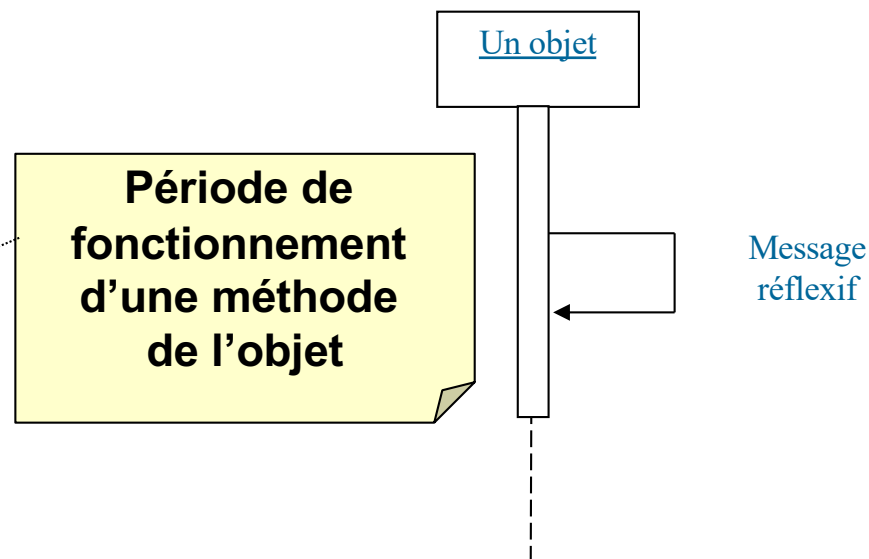 Un objet
Période de
fonctionnement
d’une méthode
de l’objet
Message
réflexif